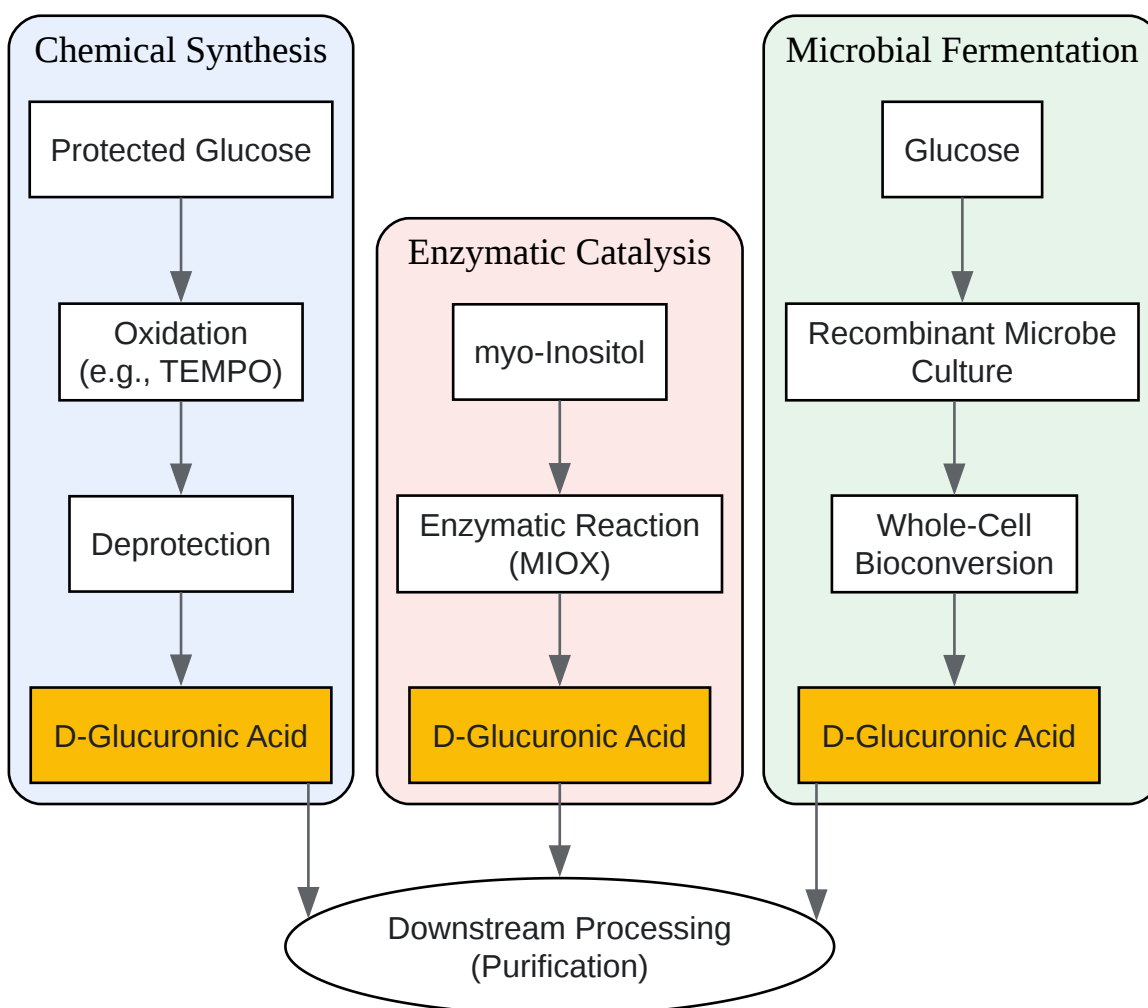 Chemical Synthesis
Protected Glucose
Oxidation
(e.g., TEMPO)
Deprotection
D-Glucuronic Acid
Enzymatic Catalysis
myo-Inositol
Enzymatic Reaction
(MIOX)
D-Glucuronic Acid
Microbial Fermentation
Glucose
Recombinant Microbe
Culture
Whole-Cell
Bioconversion
D-Glucuronic Acid
Downstream Processing
(Purification)